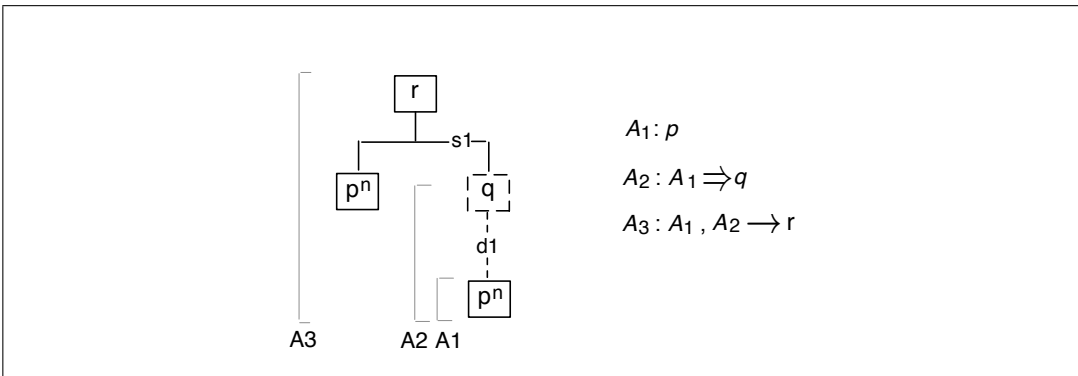 r
s1
pⁿ
q
d1
pⁿ
A3
A2 A1
A₁: p
A₂ : A₁ ⇒ q
A₃ : A₁ , A₂ → r